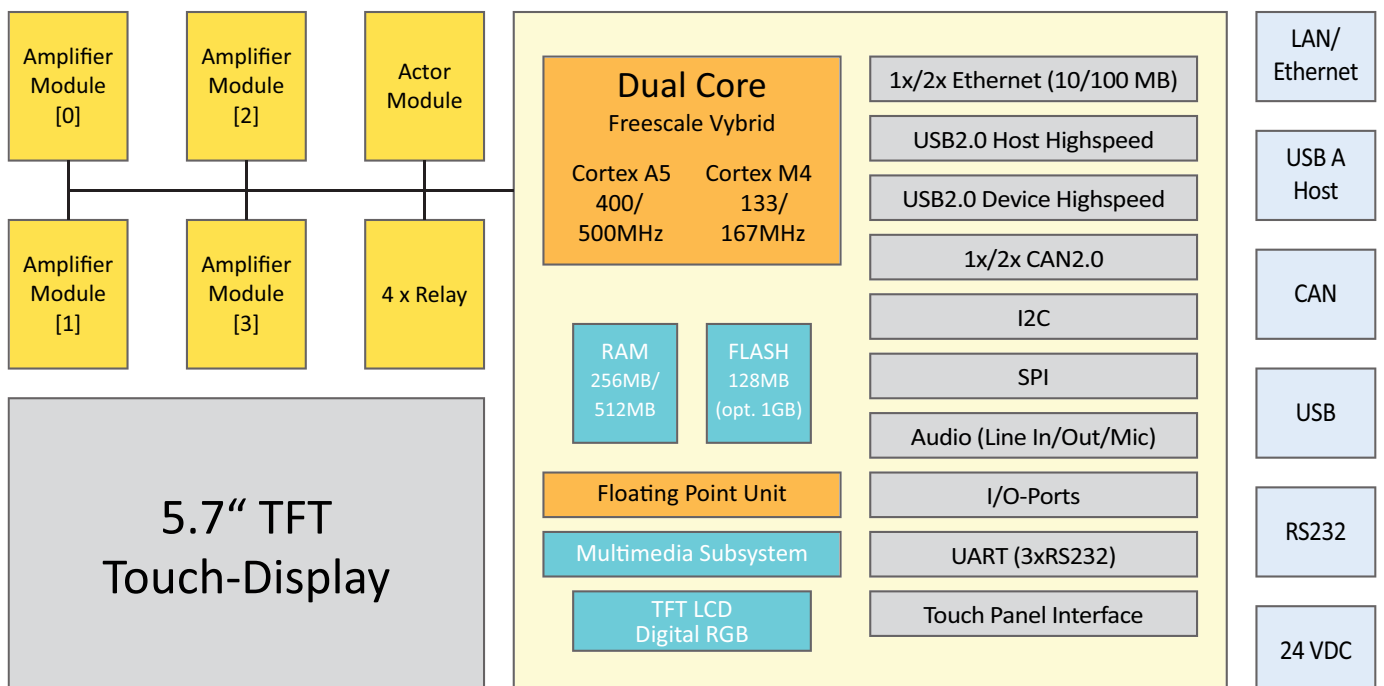 Amplifier
Module
[0]
Amplifier
Module
[2]
Actor
Module
Amplifier
Module
[1]
Amplifier
Module
[3]
4 x Relay
5.7“ TFT
Touch-Display
Dual Core
Freescale Vybrid
Cortex A5
400/
500MHz
Cortex M4
133/
167MHz
RAM
256MB/
512MB
FLASH
128MB
(opt. 1GB)
Floating Point Unit
Multimedia Subsystem
TFT LCD
Digital RGB
1x/2x Ethernet (10/100 MB)
USB2.0 Host Highspeed
USB2.0 Device Highspeed
1x/2x CAN2.0
I2C
SPI
Audio (Line In/Out/Mic)
I/O-Ports
UART (3xRS232)
Touch Panel Interface
LAN/
Ethernet
USB A
Host
CAN
USB
RS232
24 VDC